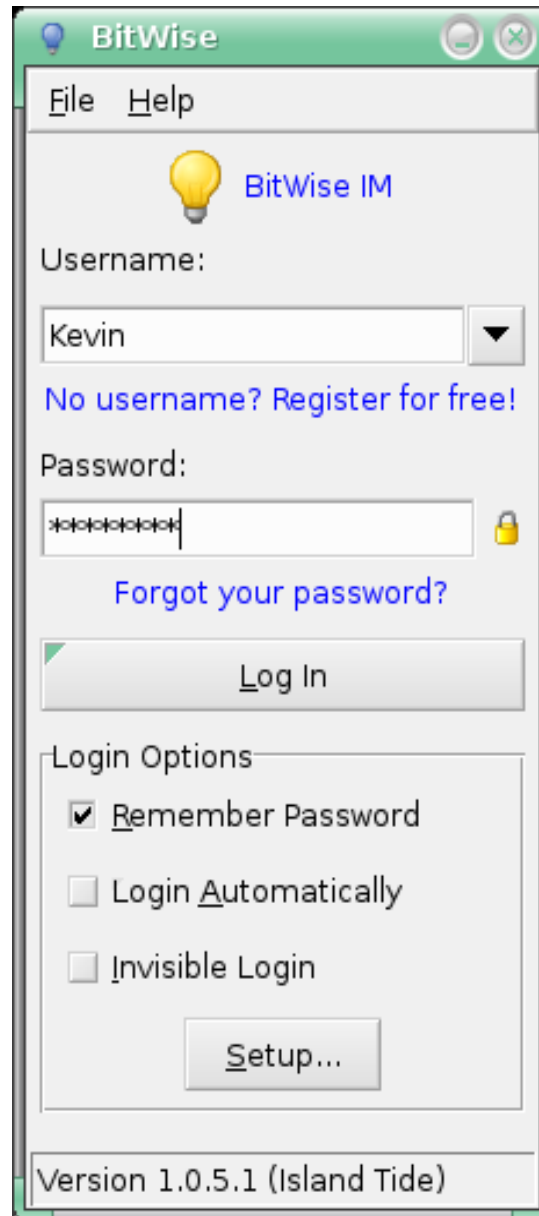 BitWise
File Help
BitWise IM
Username:
Kevin
No username? Register for free!
Password:
*********
Forgot your password?
Log In
Login Options
Remember Password
Login Automatically
Invisible Login
Setup...
Version 1.0.5.1 (Island Tide)